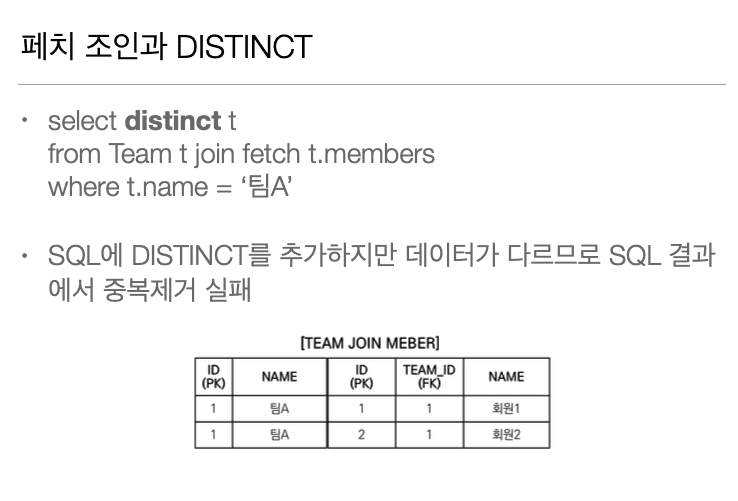 페치 조인과 DISTINCT
• select distinct t
from Team t join fetch t.members
where t.name = ‘팀A’
• SQL에 DISTINCT를 추가하지만 데이터가 다르므로 SQL 결과
에서 중복제거 실패
[TEAM JOIN MEBER]
ID (PK) NAME ID (PK) TEAM_ID (FK) NAME
1 팀A 1 1 회원1
1 팀A 2 1 회원2